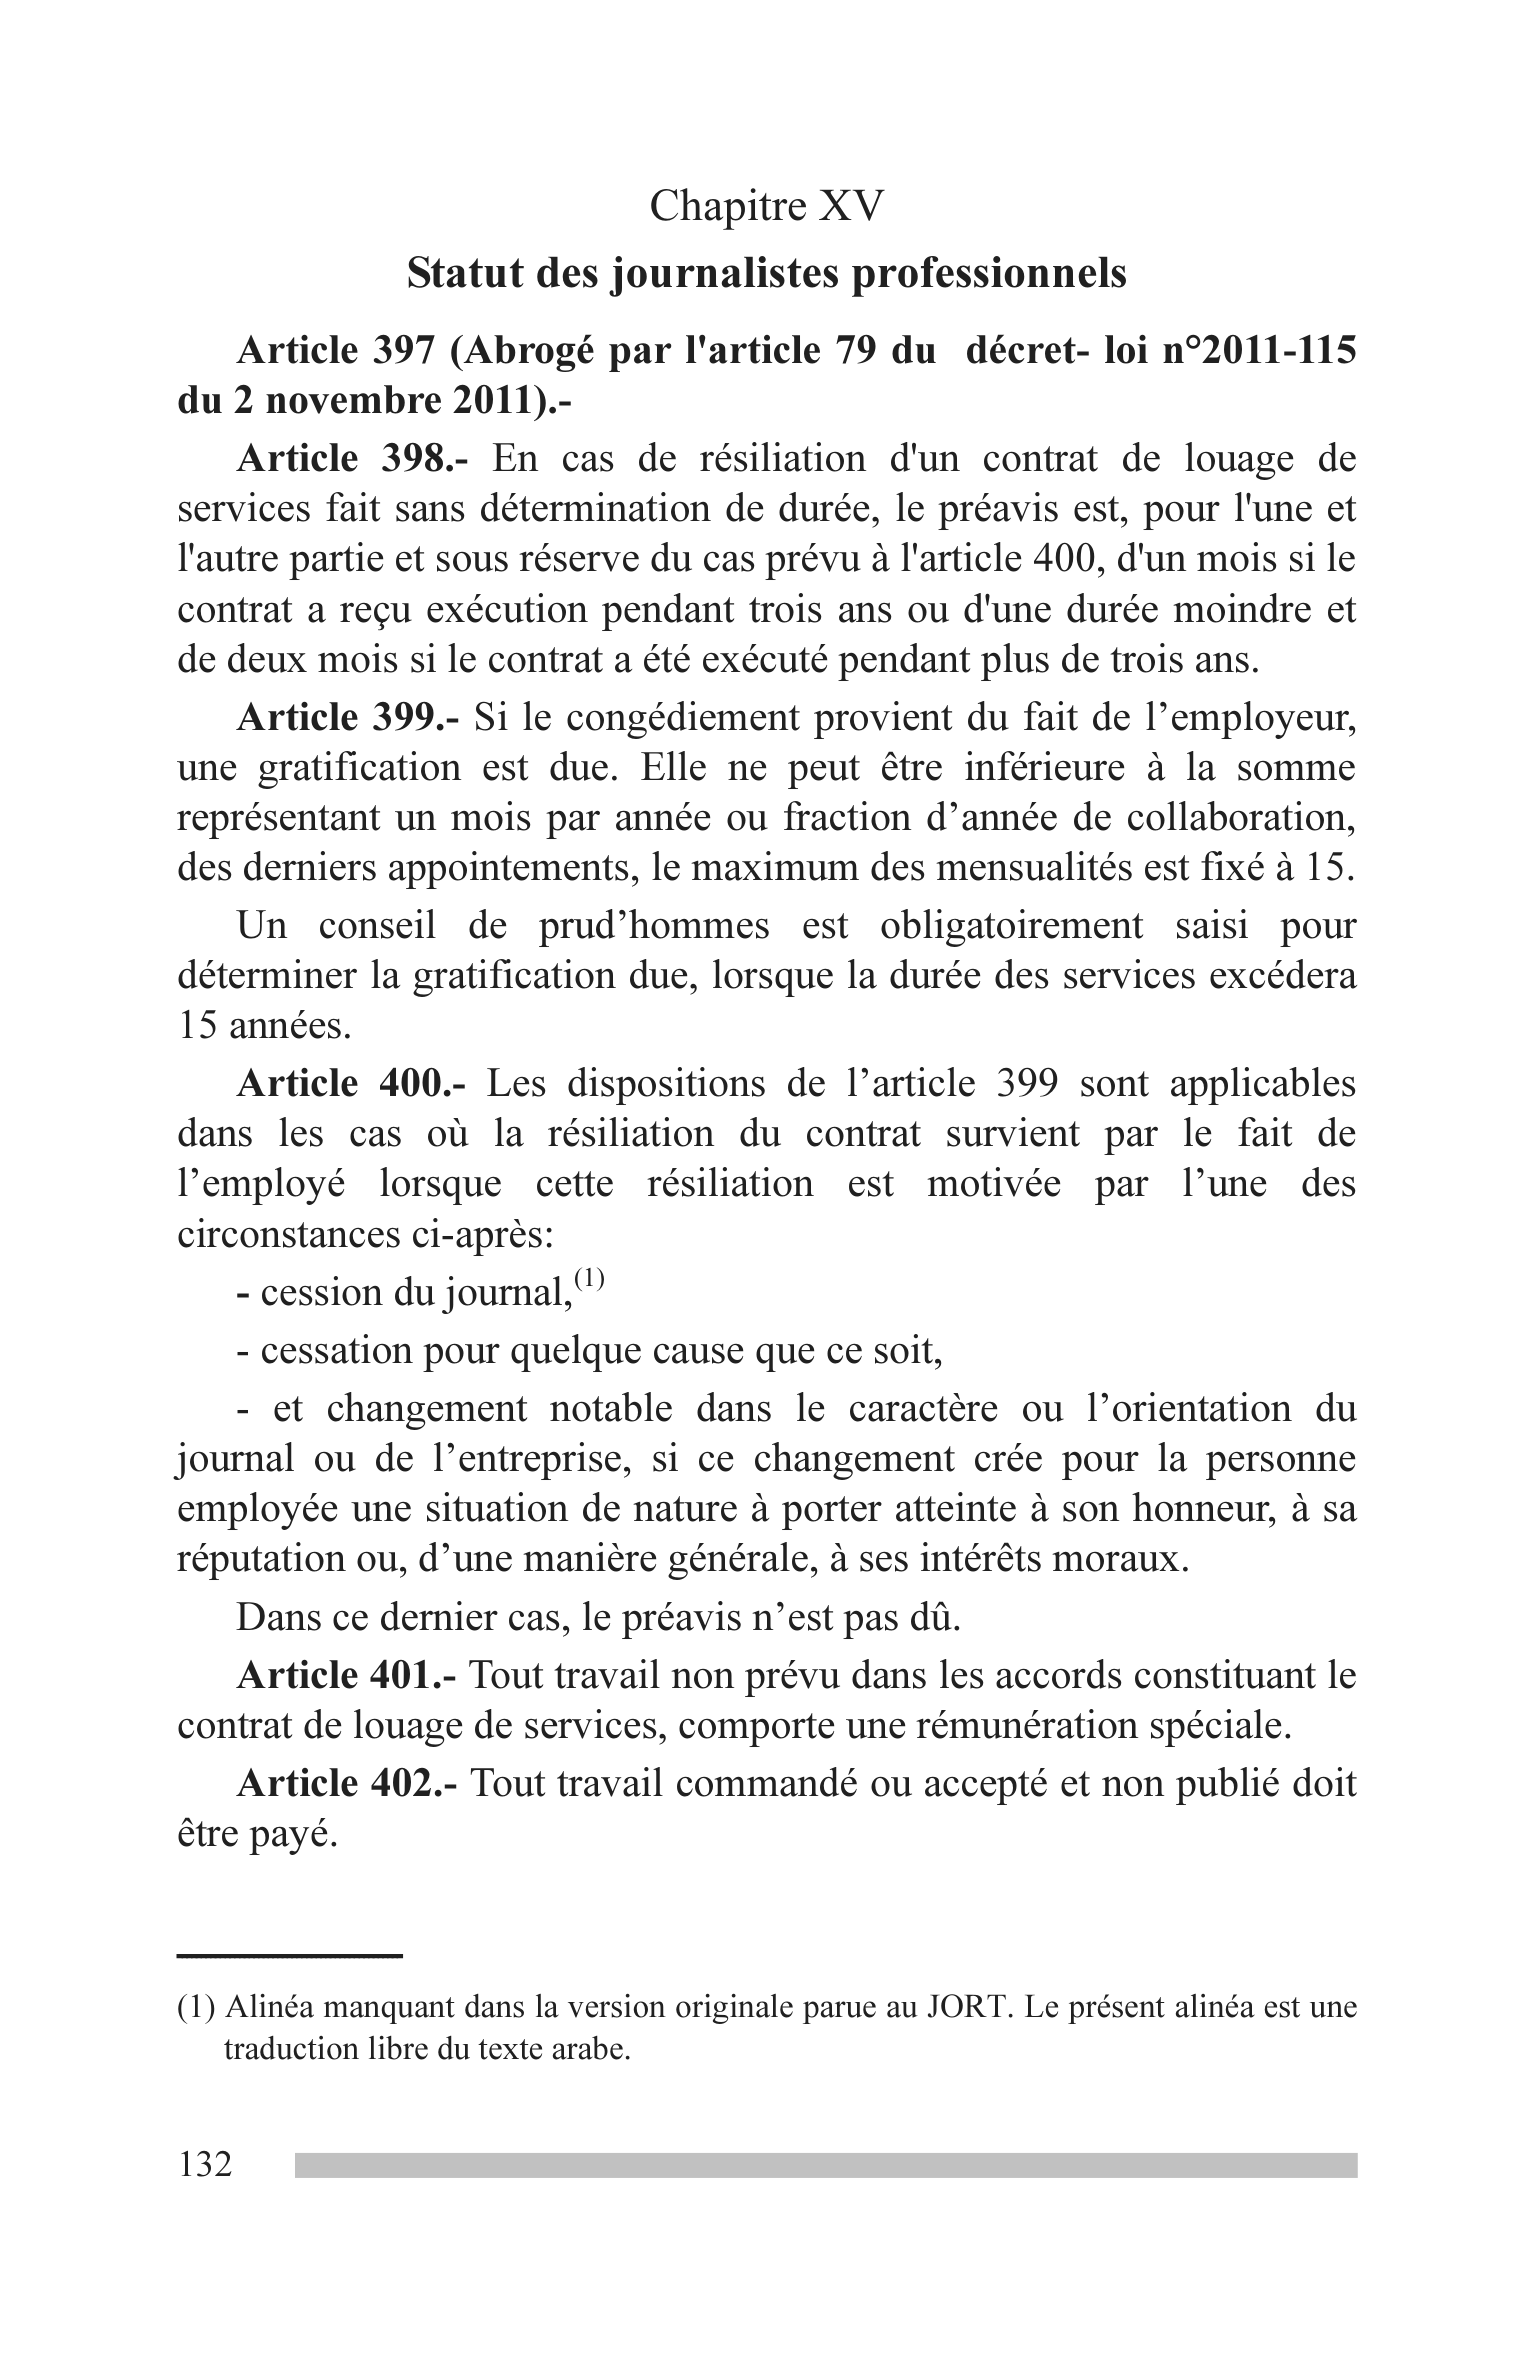 Chapitre XV
Statut des journalistes professionnels
Article 397 (Abrogé par l'article 79 du  décret- loi n°2011-115
du 2 novembre 2011).-
Article 398.- En cas de résiliation d'un contrat de louage de
services fait sans détermination de durée, le préavis est, pour l'une et
l'autre partie et sous réserve du cas prévu à l'article 400, d'un mois si le
contrat a reçu exécution pendant trois ans ou d'une durée moindre et
de deux mois si le contrat a été exécuté pendant plus de trois ans.
Article 399.- Si le congédiement provient du fait de l’employeur,
une gratification est due. Elle ne peut être inférieure à la somme
représentant un mois par année ou fraction d’année de collaboration,
des derniers appointements, le maximum des mensualités est fixé à 15.
Un conseil de prud’hommes est obligatoirement saisi pour
déterminer la gratification due, lorsque la durée des services excédera
15 années.
Article 400.- Les dispositions de l’article 399 sont applicables
dans les cas où la résiliation du contrat survient par le fait de
l’employé lorsque cette résiliation est motivée par l’une des
circonstances ci-après:
- cession du journal,(1)
- cessation pour quelque cause que ce soit,
- et changement notable dans le caractère ou l’orientation du
journal ou de l’entreprise, si ce changement crée pour la personne
employée une situation de nature à porter atteinte à son honneur, à sa
réputation ou, d’une manière générale, à ses intérêts moraux.
Dans ce dernier cas, le préavis n’est pas dû.
Article 401.- Tout travail non prévu dans les accords constituant le
contrat de louage de services, comporte une rémunération spéciale.
Article 402.- Tout travail commandé ou accepté et non publié doit
être payé.
(1) Alinéa manquant dans la version originale parue au JORT. Le présent alinéa est une
traduction libre du texte arabe.
132